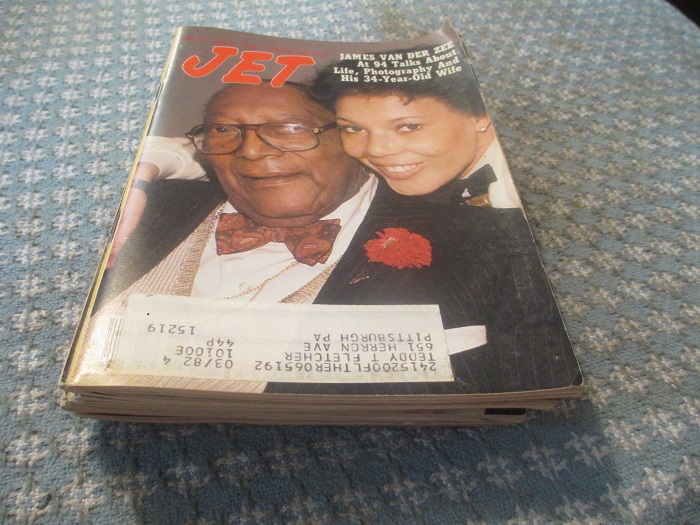 JET
JAMES VAN DER ZEE
At 94 Talks About
Life, Photography And
His 34-Year-Old Wife
2415200FLTHER065192 03/82 4
10100E
TEDDY T FLETCHER 44P
651 HERRON AVE
PITTSBURGH PA 15219